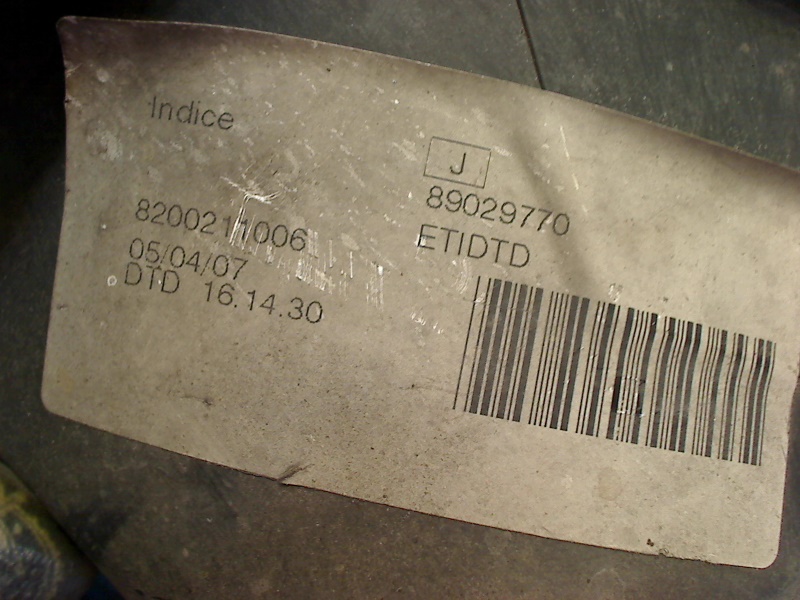 Indice
J
89029770
8200211006
ETIDTD
05/04/07
DTD 16.14.30